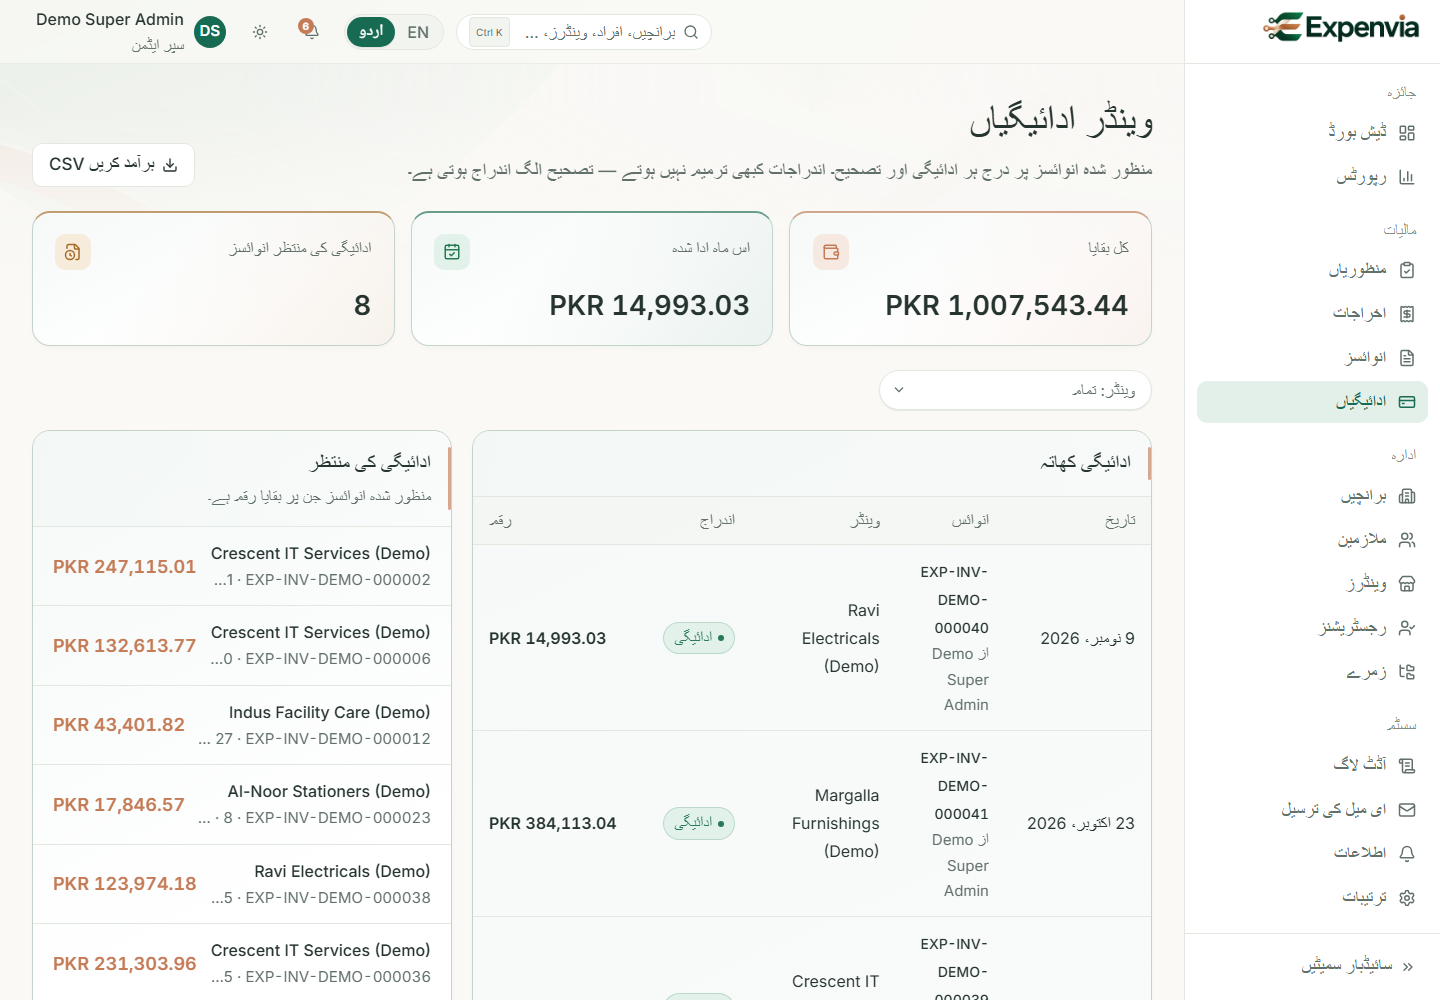 Expenvia
جائزہ
ڈیش بورڈ
رپورٹس
مالیات
منظوریاں
اخراجات
انوائسز
ادائیگیاں
ادارہ
برانچیں
ملازمین
وینڈرز
رجسٹریشنز
زمرے
سسٹم
آڈٹ لاگ
ای میل کی ترسیل
اطلاعات
ترتیبات
سائیڈبار سمیٹیں
برانچیں، افراد، وینڈرز، ...
Ctrl K
EN
اردو
6
DS
Demo Super Admin
سپر ایڈمن
وینڈر ادائیگیاں
منظور شدہ انوائسز پر درج ہر ادائیگی اور تصحیح۔ اندراجات کبھی ترمیم نہیں ہوتے — تصحیح الگ اندراج ہوتی ہے۔
برآمد کریں CSV
کل بقایا
PKR 1,007,543.44
اس ماہ ادا شدہ
PKR 14,993.03
ادائیگی کی منتظر انوائسز
8
وینڈر: تمام
ادائیگی کھاتہ
تاریخ
انوائس
وینڈر
اندراج
رقم
9 نومبر، 2026
EXP-INV-
DEMO-
000040
از Demo
Super
Admin
Ravi
Electricals
(Demo)
ادائیگی
PKR 14,993.03
23 اکتوبر، 2026
EXP-INV-
DEMO-
000041
از Demo
Super
Admin
Margalla
Furnishings
(Demo)
ادائیگی
PKR 384,113.04
EXP-INV-
DEMO-
000039
Crescent IT
ادائیگی کی منتظر
منظور شدہ انوائسز جن پر بقایا رقم ہے۔
Crescent IT Services (Demo)
EXP-INV-DEMO-000002 · 1...
PKR 247,115.01
Crescent IT Services (Demo)
EXP-INV-DEMO-000006 · 0...
PKR 132,613.77
Indus Facility Care (Demo)
EXP-INV-DEMO-000012 · 27 ...
PKR 43,401.82
Al-Noor Stationers (Demo)
EXP-INV-DEMO-000023 · 8 · ...
PKR 17,846.57
Ravi Electricals (Demo)
EXP-INV-DEMO-000038 · 5...
PKR 123,974.18
Crescent IT Services (Demo)
EXP-INV-DEMO-000036 · 5...
PKR 231,303.96